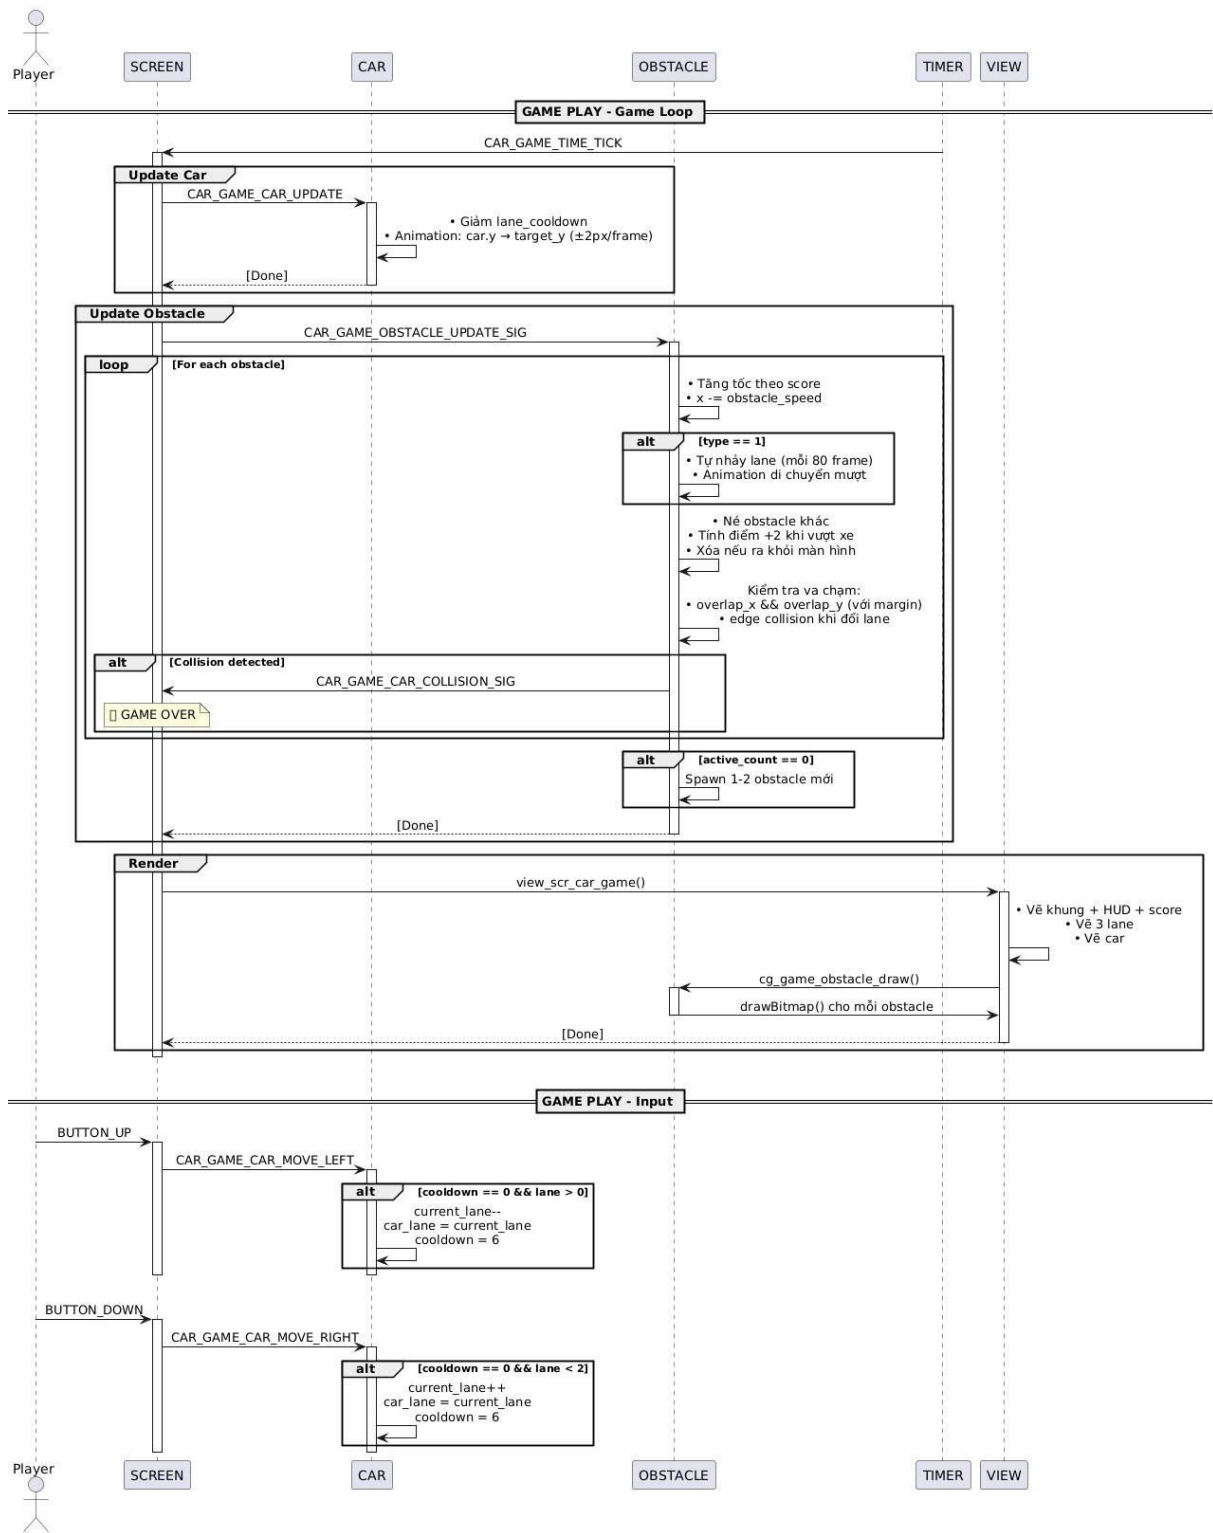 Player
SCREEN
CAR
OBSTACLE
TIMER
VIEW
GAME PLAY - Game Loop
CAR_GAME_TIME_TICK
Update Car
CAR_GAME_CAR_UPDATE
• Giảm lane_cooldown
• Animation: car.y → target_y (±2px/frame)
[Done]
Update Obstacle
CAR_GAME_OBSTACLE_UPDATE_SIG
loop [For each obstacle]
• Tăng tốc theo score
• x -= obstacle_speed
alt [type == 1]
• Tự nhảy lane (mỗi 80 frame)
• Animation di chuyển mượt
• Né obstacle khác
• Tính điểm +2 khi vượt xe
• Xóa nếu ra khỏi màn hình
Kiểm tra va chạm:
• overlap_x && overlap_y (với margin)
• edge collision khi đổi lane
alt [Collision detected]
CAR_GAME_CAR_COLLISION_SIG
GAME OVER
alt [active_count == 0]
Spawn 1-2 obstacle mới
[Done]
Render
view_scr_car_game()
• Vẽ khung + HUD + score
• Vẽ 3 lane
• Vẽ car
cg_game_obstacle_draw()
drawBitmap() cho mỗi obstacle
[Done]
GAME PLAY - Input
BUTTON_UP
CAR_GAME_CAR_MOVE_LEFT
alt [cooldown == 0 && lane > 0]
current_lane--
car_lane = current_lane
cooldown = 6
BUTTON_DOWN
CAR_GAME_CAR_MOVE_RIGHT
alt [cooldown == 0 && lane < 2]
current_lane++
car_lane = current_lane
cooldown = 6
Player
SCREEN
CAR
OBSTACLE
TIMER
VIEW